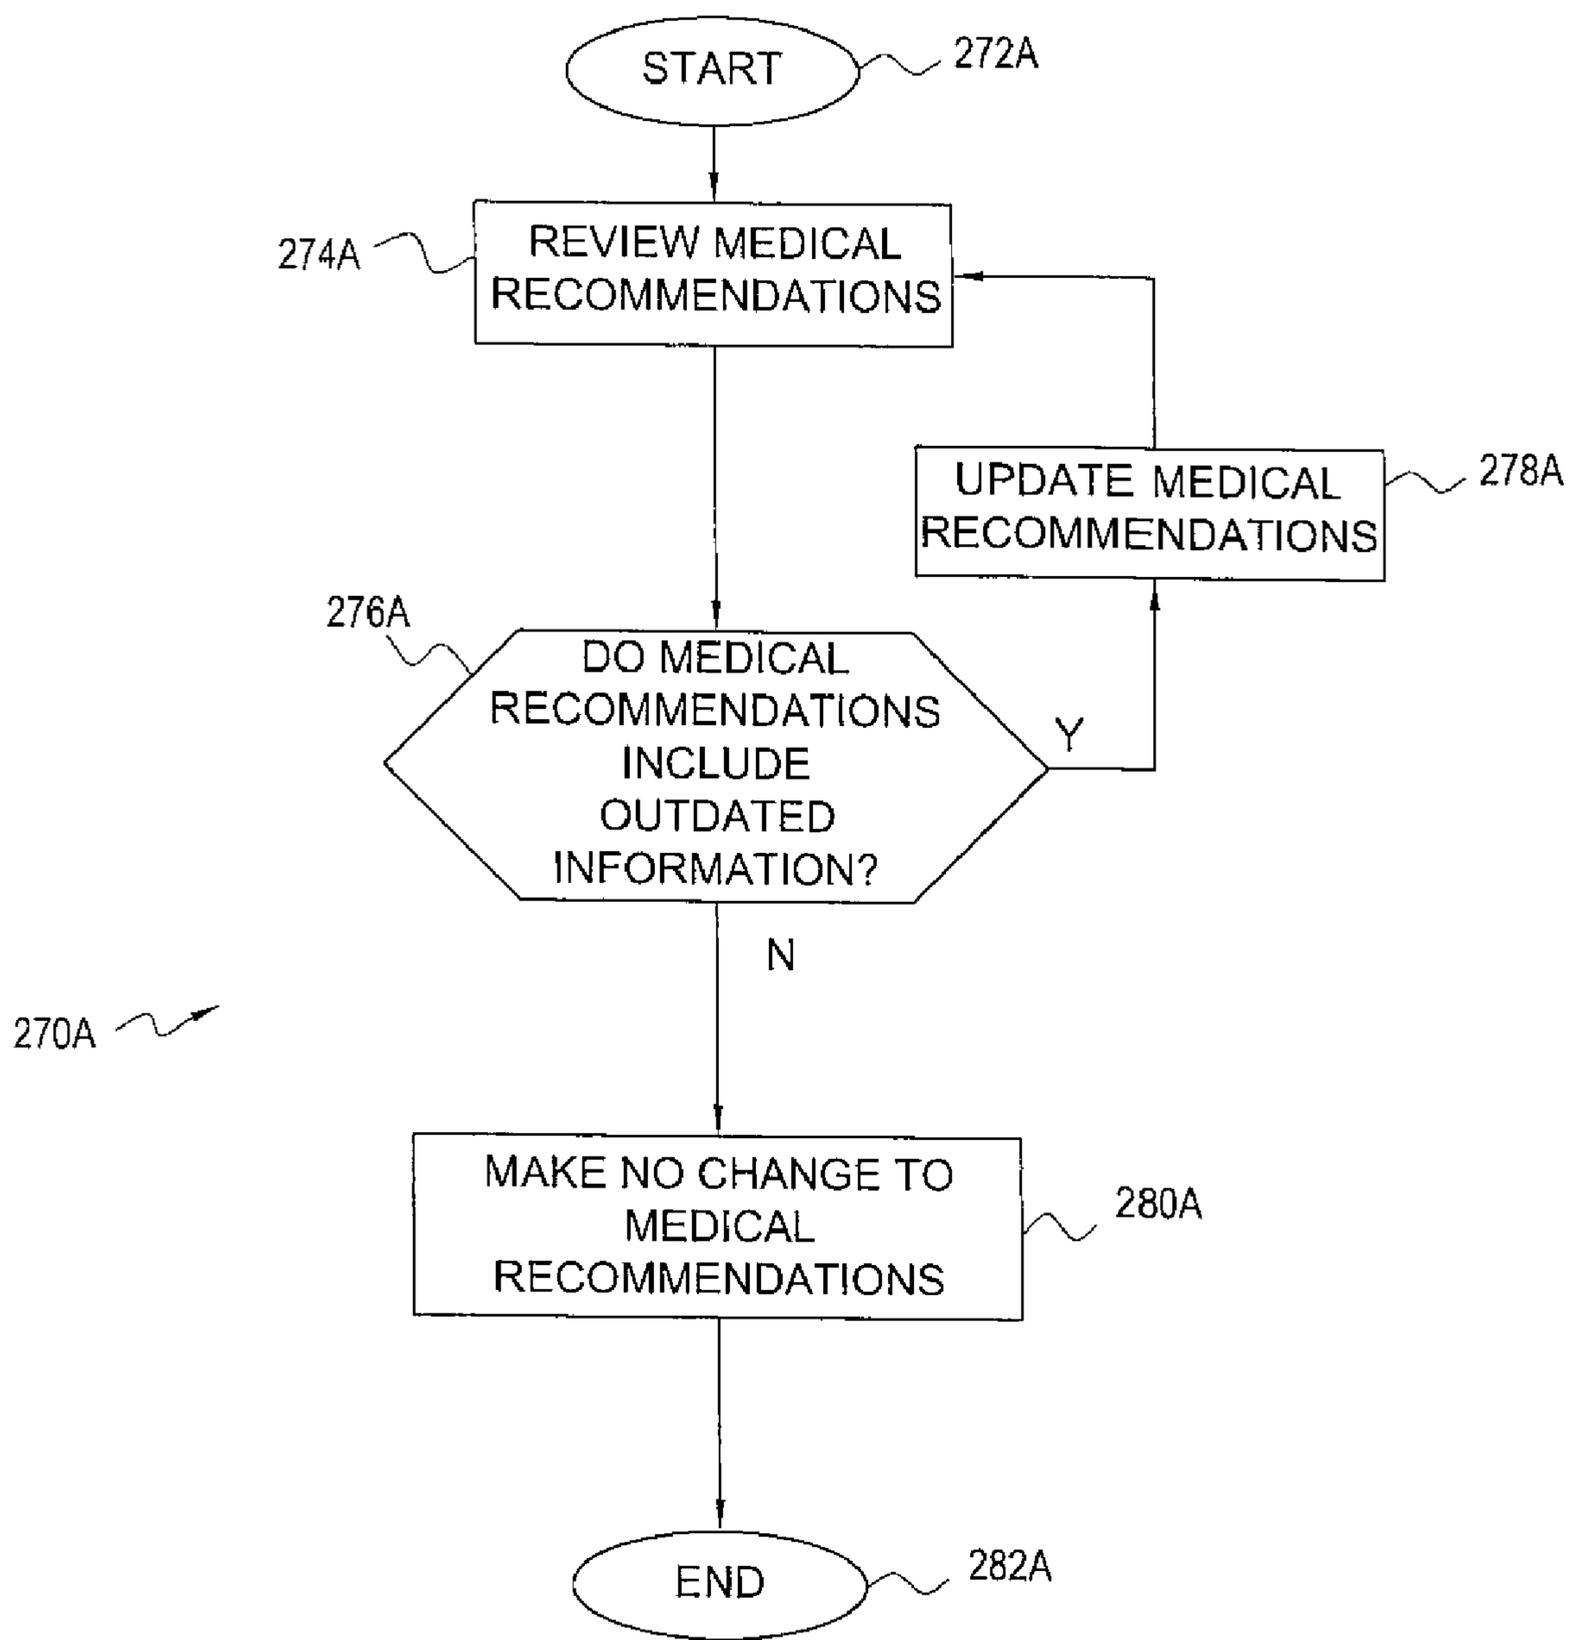 START
272A
274A
REVIEW MEDICAL
RECOMMENDATIONS
UPDATE MEDICAL
RECOMMENDATIONS
278A
276A
DO MEDICAL
RECOMMENDATIONS
INCLUDE
OUTDATED
INFORMATION?
Y
N
270A
MAKE NO CHANGE TO
MEDICAL
RECOMMENDATIONS
280A
END
282A